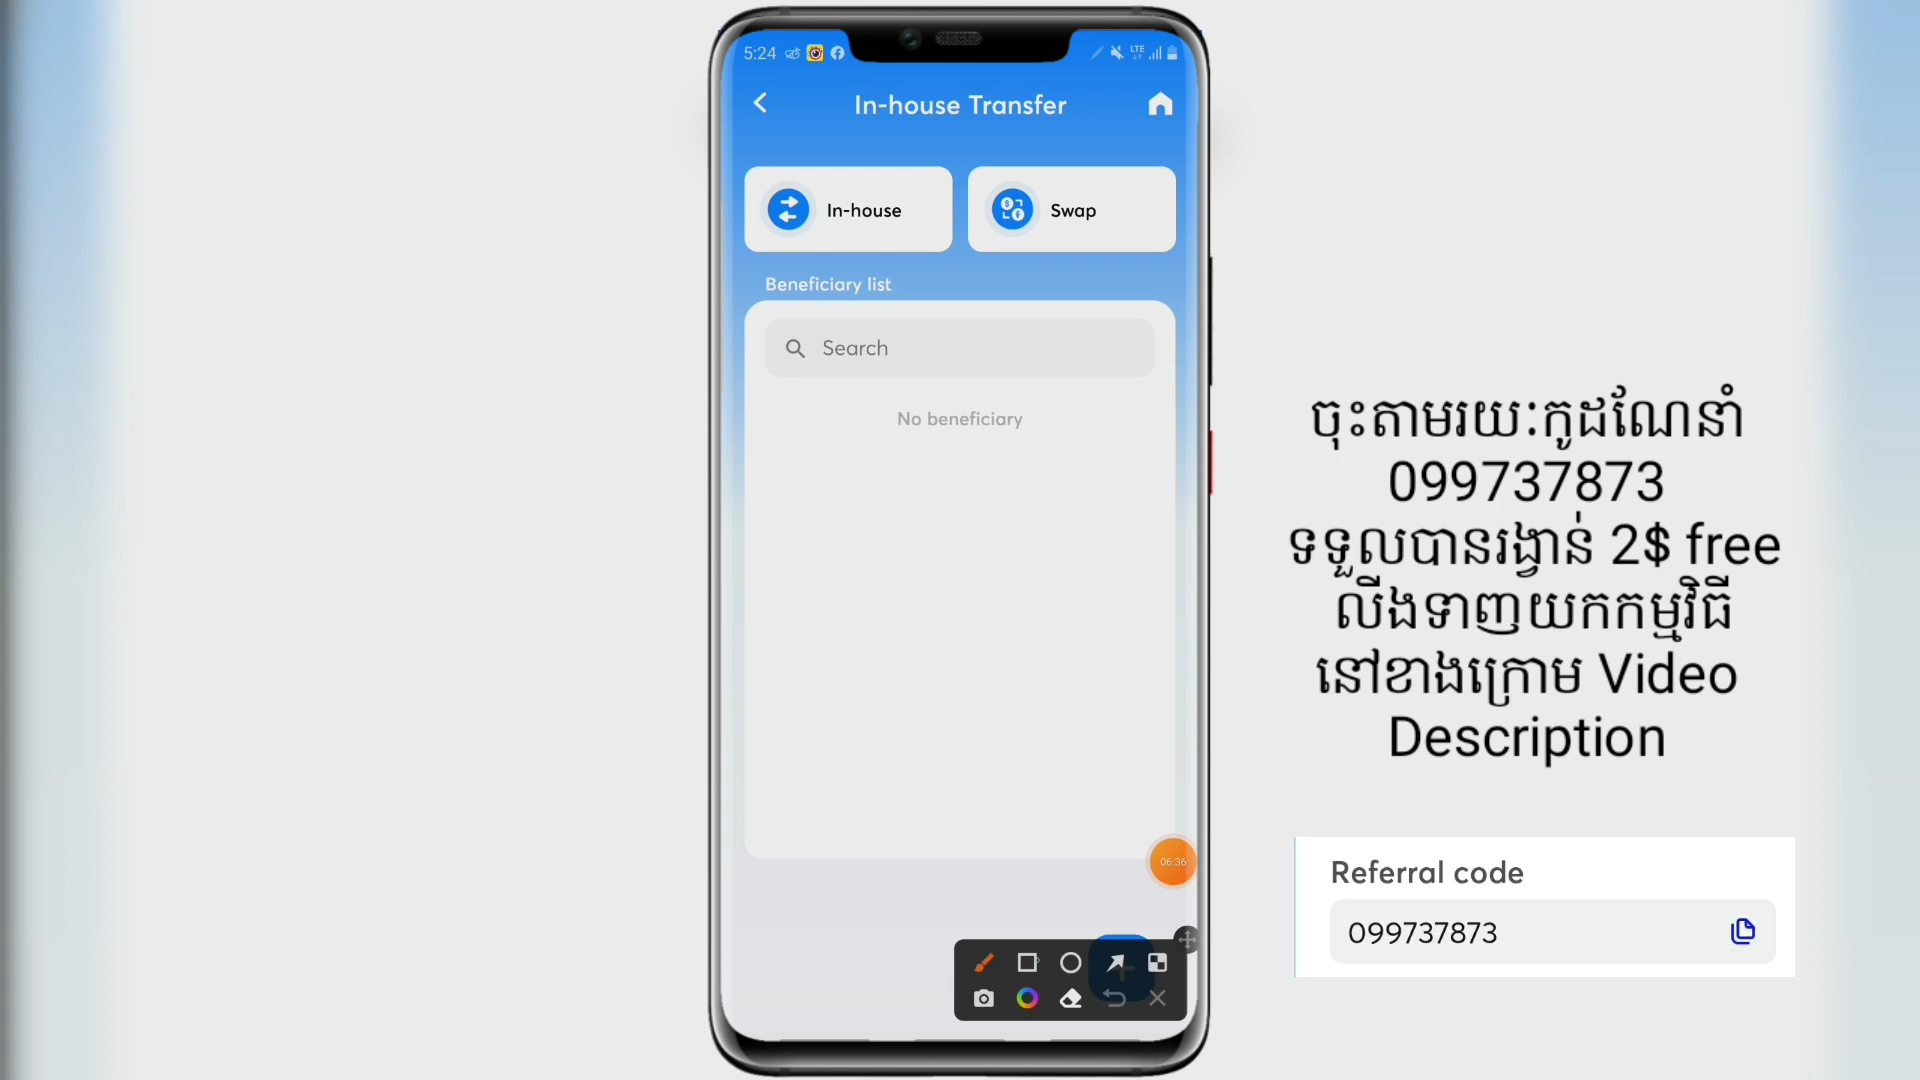 5:24
LTE
In-house Transfer
In-house
Swap
Beneficiary list
Search
No beneficiary
06:36
ចុះតាមរយៈកូដណែនាំ
099737873
ទទួលបានរង្វាន់ 2$ free
លីងទាញយកកម្មវិធី
នៅខាងក្រោម Video
Description
Referral code
099737873